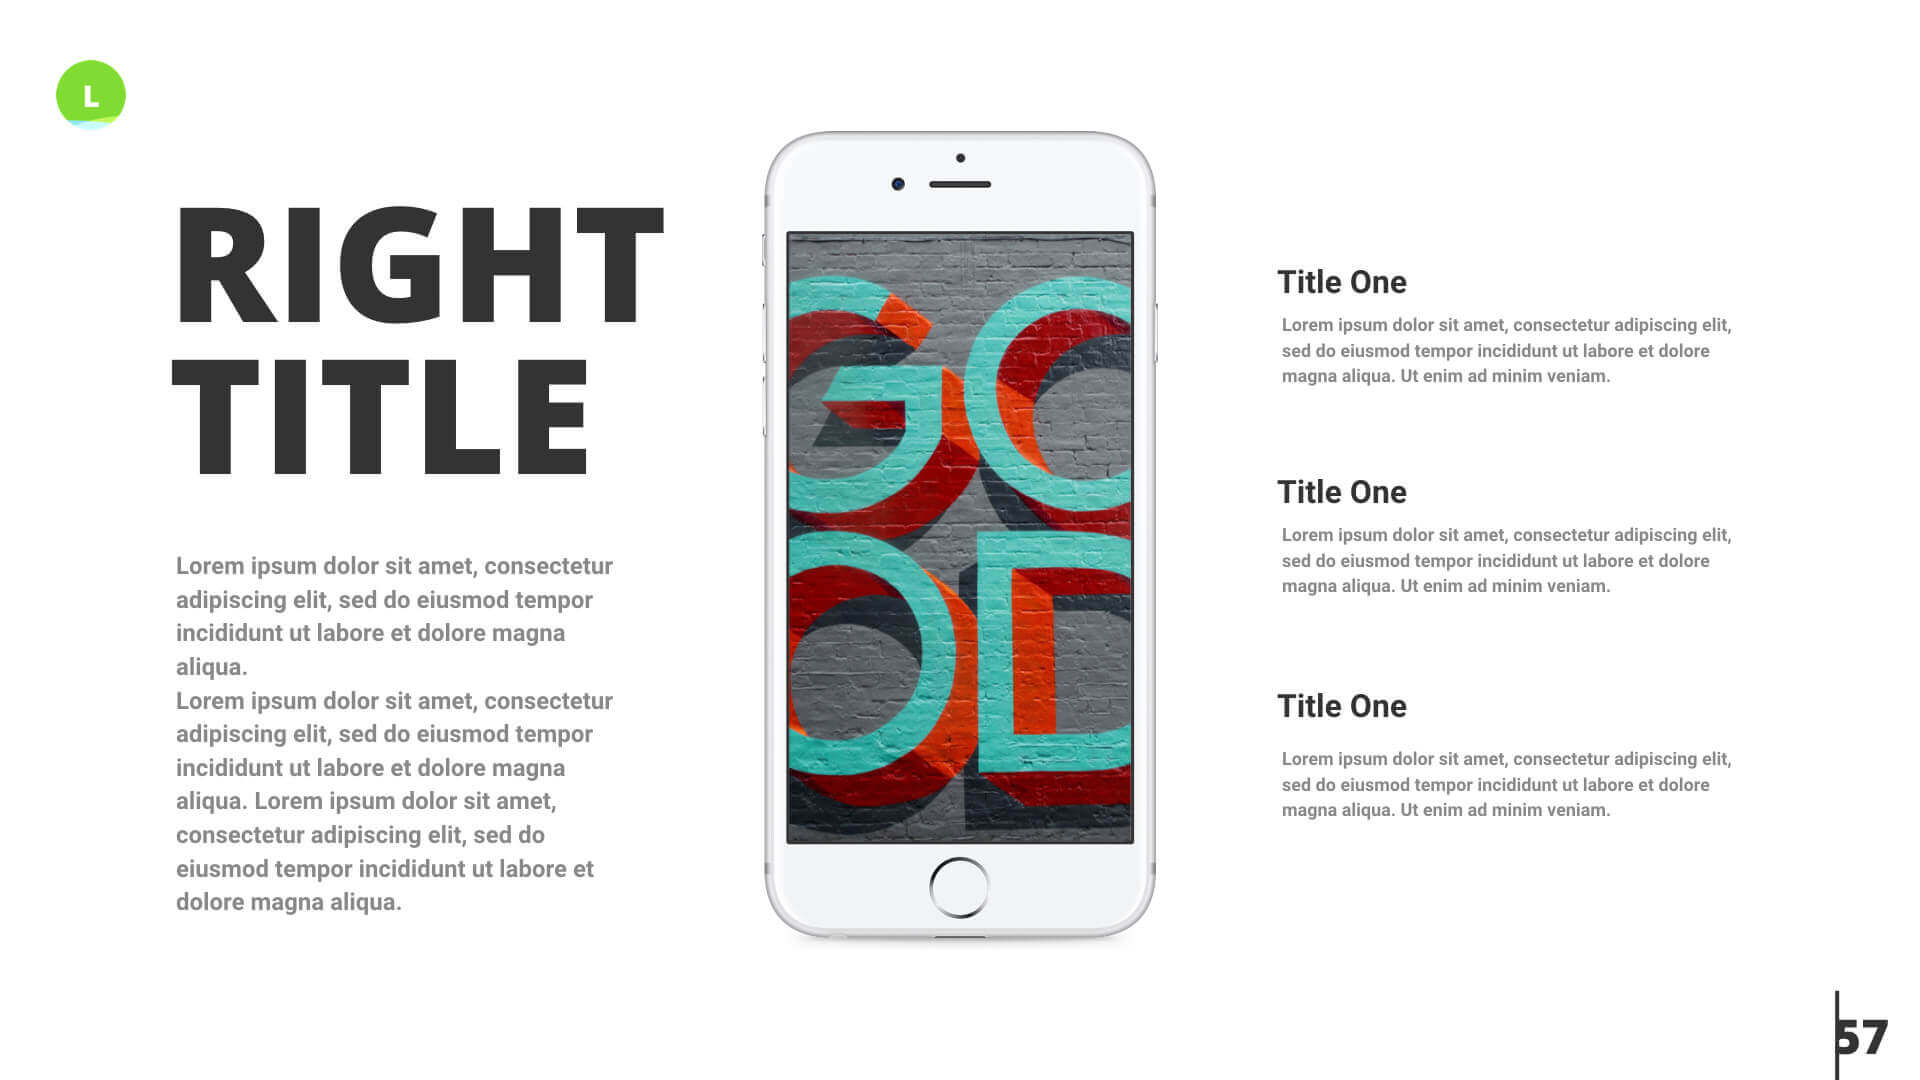 L
RIGHT
TITLE
Lorem ipsum dolor sit amet, consectetur
adipiscing elit, sed do eiusmod tempor
incididunt ut labore et dolore magna
aliqua.
Lorem ipsum dolor sit amet, consectetur
adipiscing elit, sed do eiusmod tempor
incididunt ut labore et dolore magna
aliqua. Lorem ipsum dolor sit amet,
consectetur adipiscing elit, sed do
eiusmod tempor incididunt ut labore et
dolore magna aliqua.
GO
OD
Title One
Lorem ipsum dolor sit amet, consectetur adipiscing elit,
sed do eiusmod tempor incididunt ut labore et dolore
magna aliqua. Ut enim ad minim veniam.
Title One
Lorem ipsum dolor sit amet, consectetur adipiscing elit,
sed do eiusmod tempor incididunt ut labore et dolore
magna aliqua. Ut enim ad minim veniam.
Title One
Lorem ipsum dolor sit amet, consectetur adipiscing elit,
sed do eiusmod tempor incididunt ut labore et dolore
magna aliqua. Ut enim ad minim veniam.
57